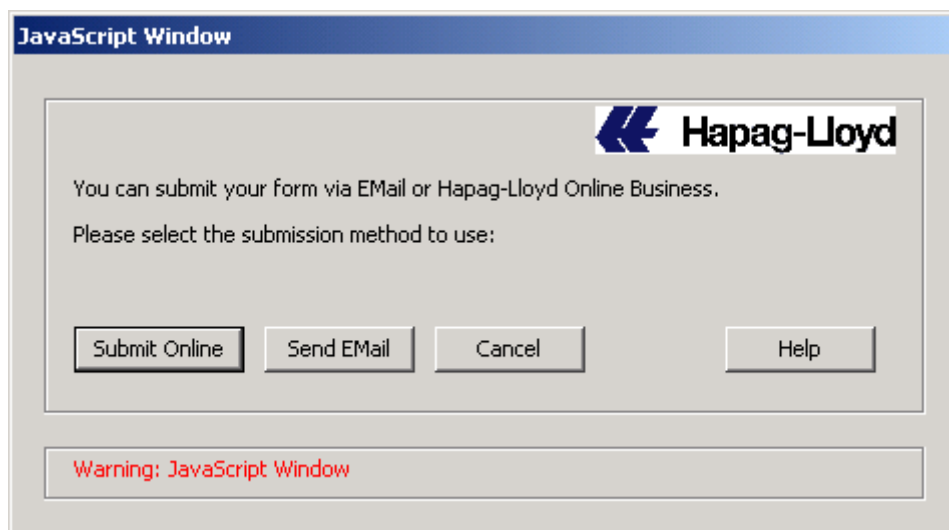 JavaScript Window
Hapag-Lloyd
You can submit your form via EMail or Hapag-Lloyd Online Business.
Please select the submission method to use:
Submit Online Send EMail Cancel Help
Warning: JavaScript Window